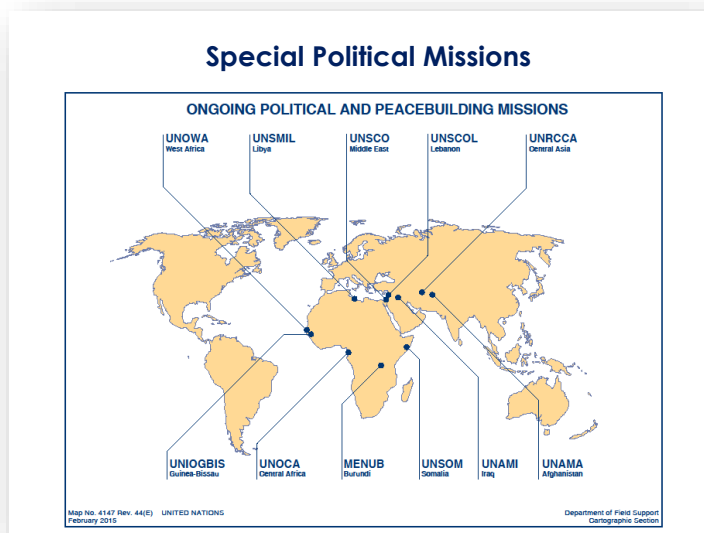 Special Political Missions
ONGOING POLITICAL AND PEACEBUILDING MISSIONS
UNOWA
West Africa
UNSMIL
Libya
UNSCO
Middle East
UNSCOL
Lebanon
UNRCCA
Central Asia
UNIOGBIS
Guinea-Bissau
UNOCA
Central Africa
MENUB
Burundi
UNSOM
Somalia
UNAMI
Iraq
UNAMA
Afghanistan
Map No. 4147 Rev. 44(E) UNITED NATIONS
February 2015
Department of Field Support
Cartographic Section